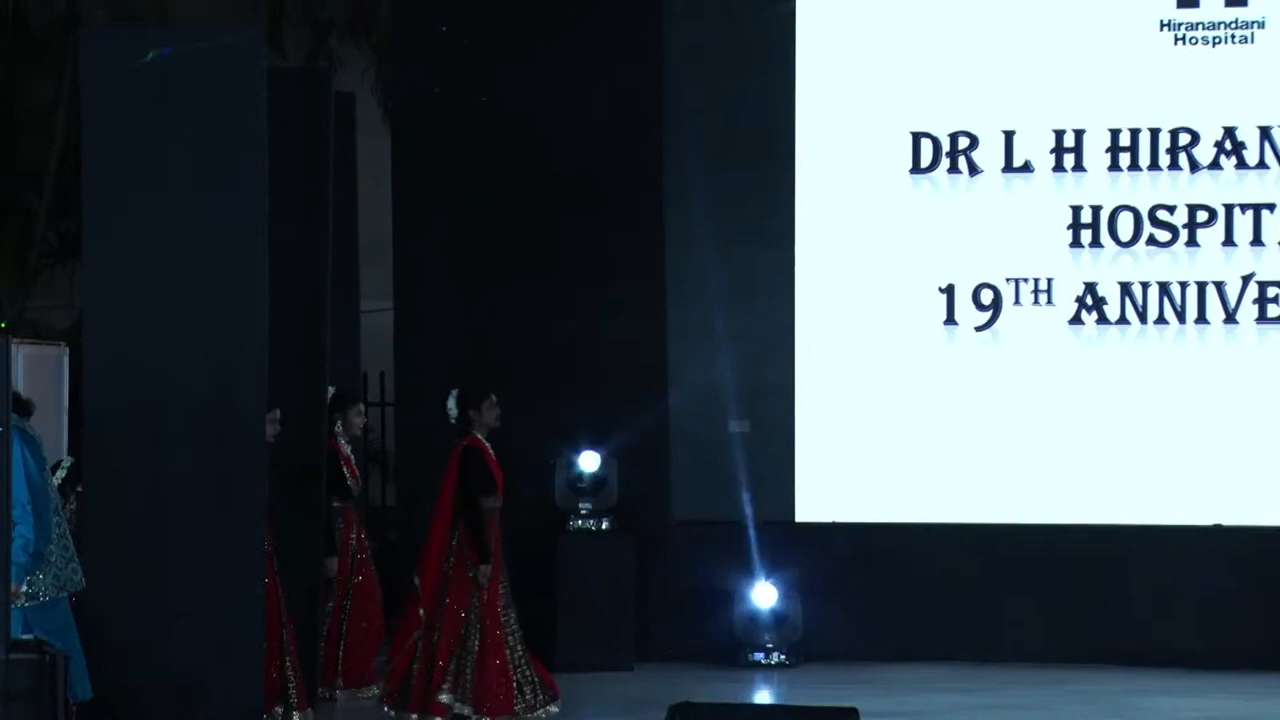 Hiranandani
Hospital
DR L H HIRAN
HOSPIT
19TH ANNIVE